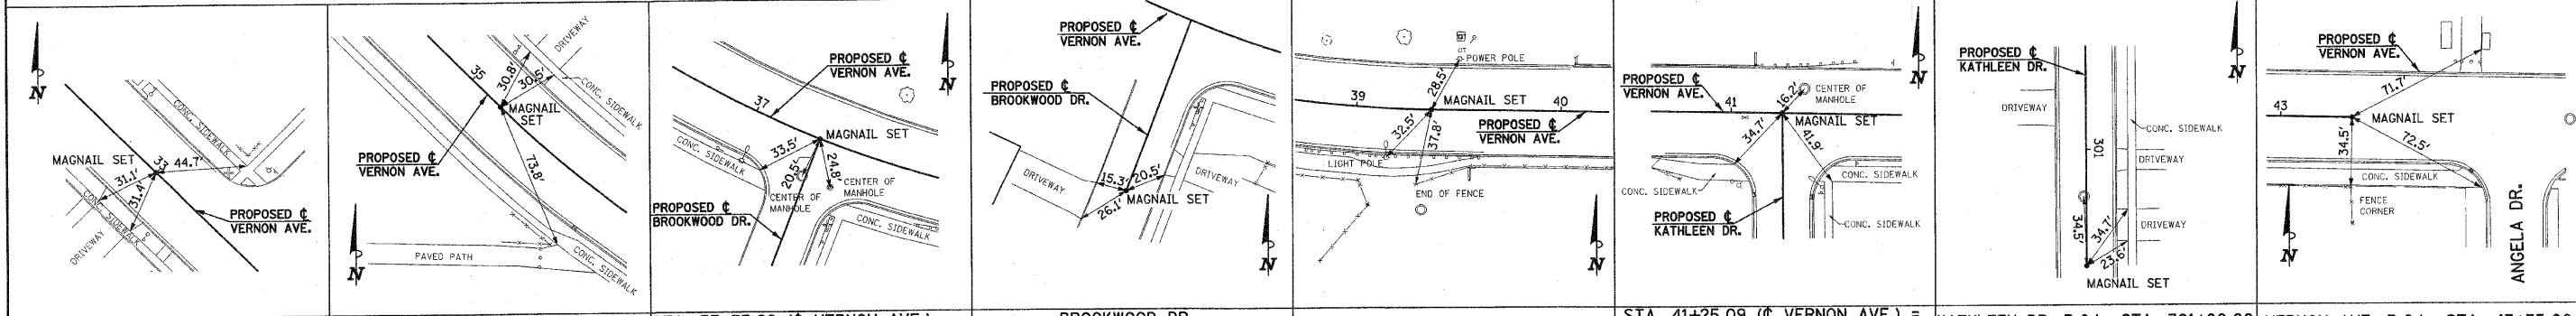 N
CONC. SIDEWALK
MAGNAIL SET
33
44.7'
31.1'
31.4'
CONC. SIDEWALK
DRIVEWAY
PROPOSED ℄
VERNON AVE.
35
30.8'
30.5'
DRIVEWAY
CONC. SIDEWALK
MAGNAIL
SET
PROPOSED ℄
VERNON AVE.
73.8'
N
PAVED PATH
CONC. SIDEWALK
PROPOSED ℄
VERNON AVE.
N
37
MAGNAIL SET
CONC. SIDEWALK
33.5'
20.5'
24.8'
CENTER OF
MANHOLE
CENTER OF
MANHOLE
PROPOSED ℄
BROOKWOOD DR.
CONC. SIDEWALK
PROPOSED ℄
VERNON AVE.
PROPOSED ℄
BROOKWOOD DR.
DRIVEWAY
15.3'
20.5'
DRIVEWAY
26.1'
MAGNAIL SET
N
BROOKWOOD DR.
POWER POLE
28.5'
39
MAGNAIL SET
40
32.5'
37.8'
PROPOSED ℄
VERNON AVE.
LIGHT POLE
END OF FENCE
N
N
PROPOSED ℄
VERNON AVE.
41
16.2'
CENTER OF
MANHOLE
MAGNAIL SET
34.7'
41.9'
CONC. SIDEWALK
CONC. SIDEWALK
PROPOSED ℄
KATHLEEN DR.
CONC. SIDEWALK
STA. 41+25.09 (℄ VERNON AVE.) =
PROPOSED ℄
KATHLEEN DR.
N
DRIVEWAY
301
CONC. SIDEWALK
DRIVEWAY
DRIVEWAY
34.5'
34.7'
23.6'
MAGNAIL SET
PROPOSED ℄
VERNON AVE.
71.7'
43
MAGNAIL SET
34.5'
72.5'
CONC. SIDEWALK
FENCE
CORNER
N
ANGELA DR.